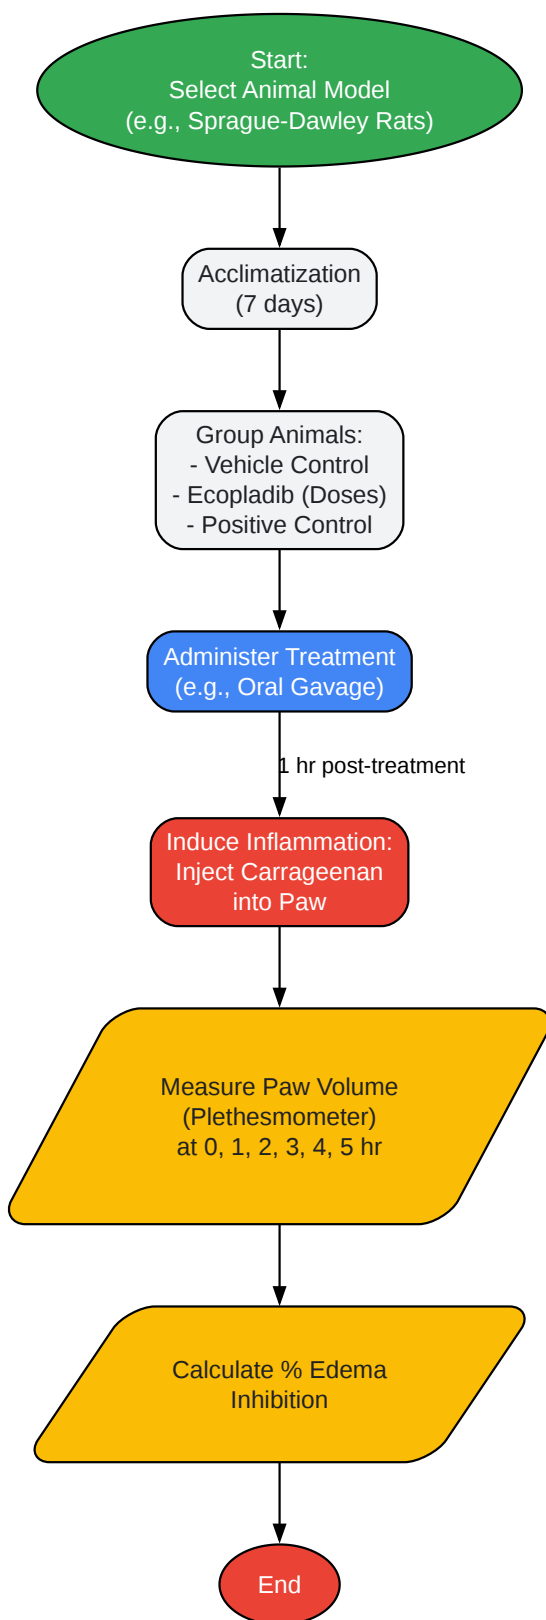 Start:
Select Animal Model
(e.g., Sprague-Dawley Rats)
Acclimatization
(7 days)
Group Animals:
- Vehicle Control
- Ecopladib (Doses)
- Positive Control
Administer Treatment
(e.g., Oral Gavage)
1 hr post-treatment
Induce Inflammation:
Inject Carrageenan
into Paw
Measure Paw Volume
(Plethesmometer)
at 0, 1, 2, 3, 4, 5 hr
Calculate % Edema
Inhibition
End